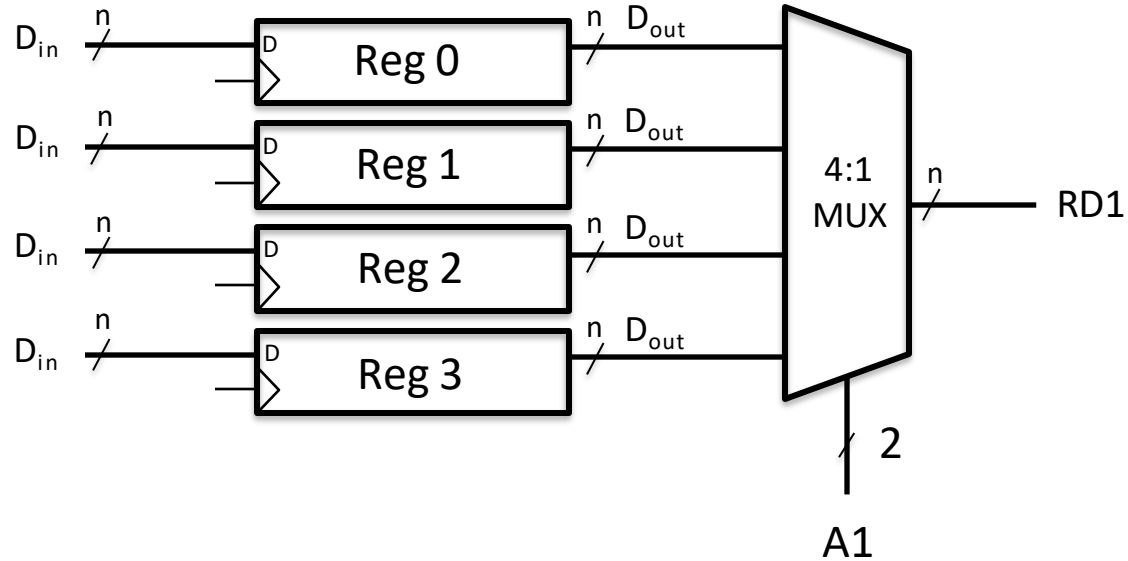 n n D_out
D_in D Reg 0
n n D_out
D_in D Reg 1
4:1
MUX
n
RD1
n n D_out
D_in D Reg 2
n n D_out
D_in D Reg 3
2
A1